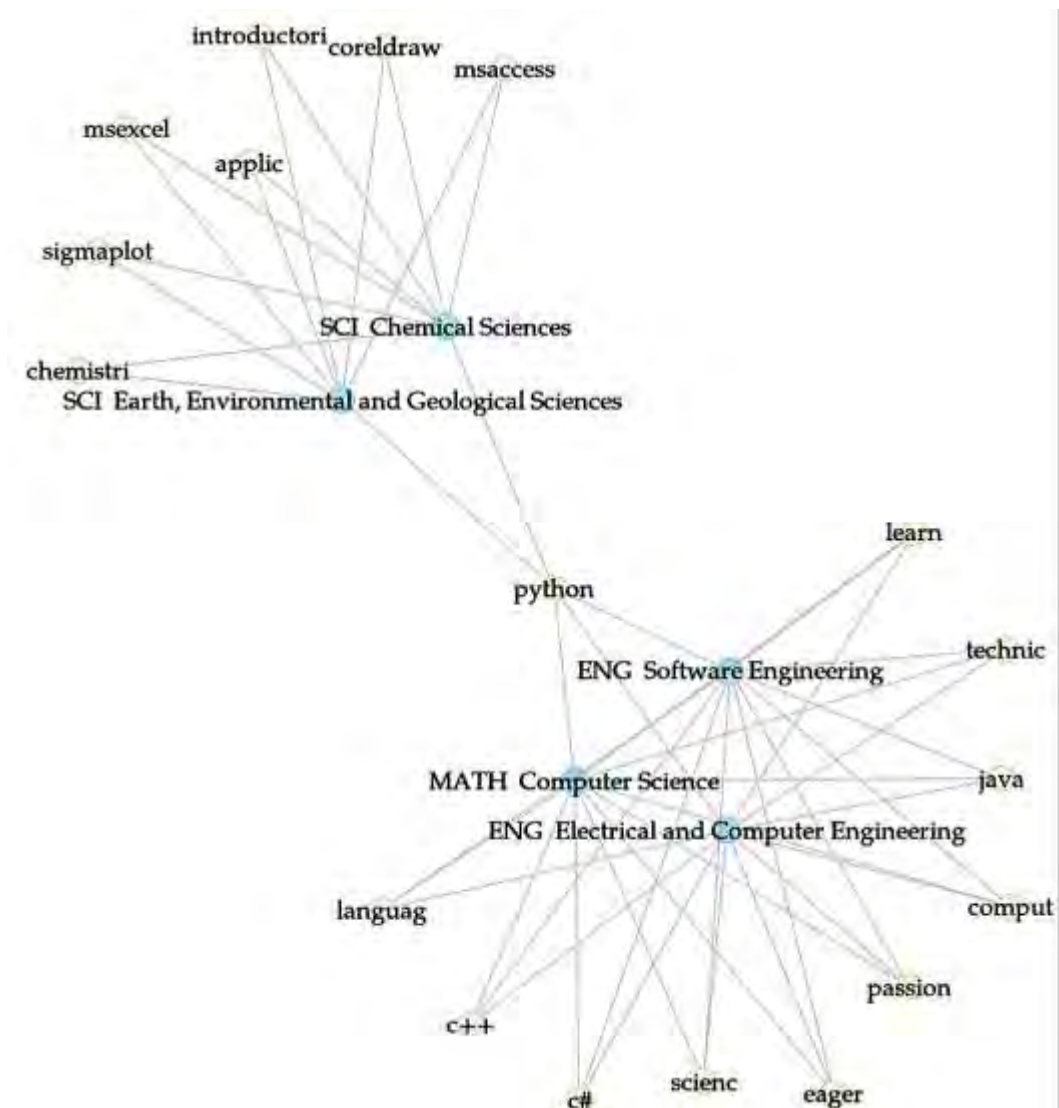 introductori
coreldraw
msaccess
msexcel
applic
sigmaplot
SCI Chemical Sciences
chemistri
SCI Earth, Environmental and Geological Sciences
learn
python
technic
ENG Software Engineering
MATH Computer Science
java
ENG Electrical and Computer Engineering
languag
comput
passion
c++
scienc
eager
c#